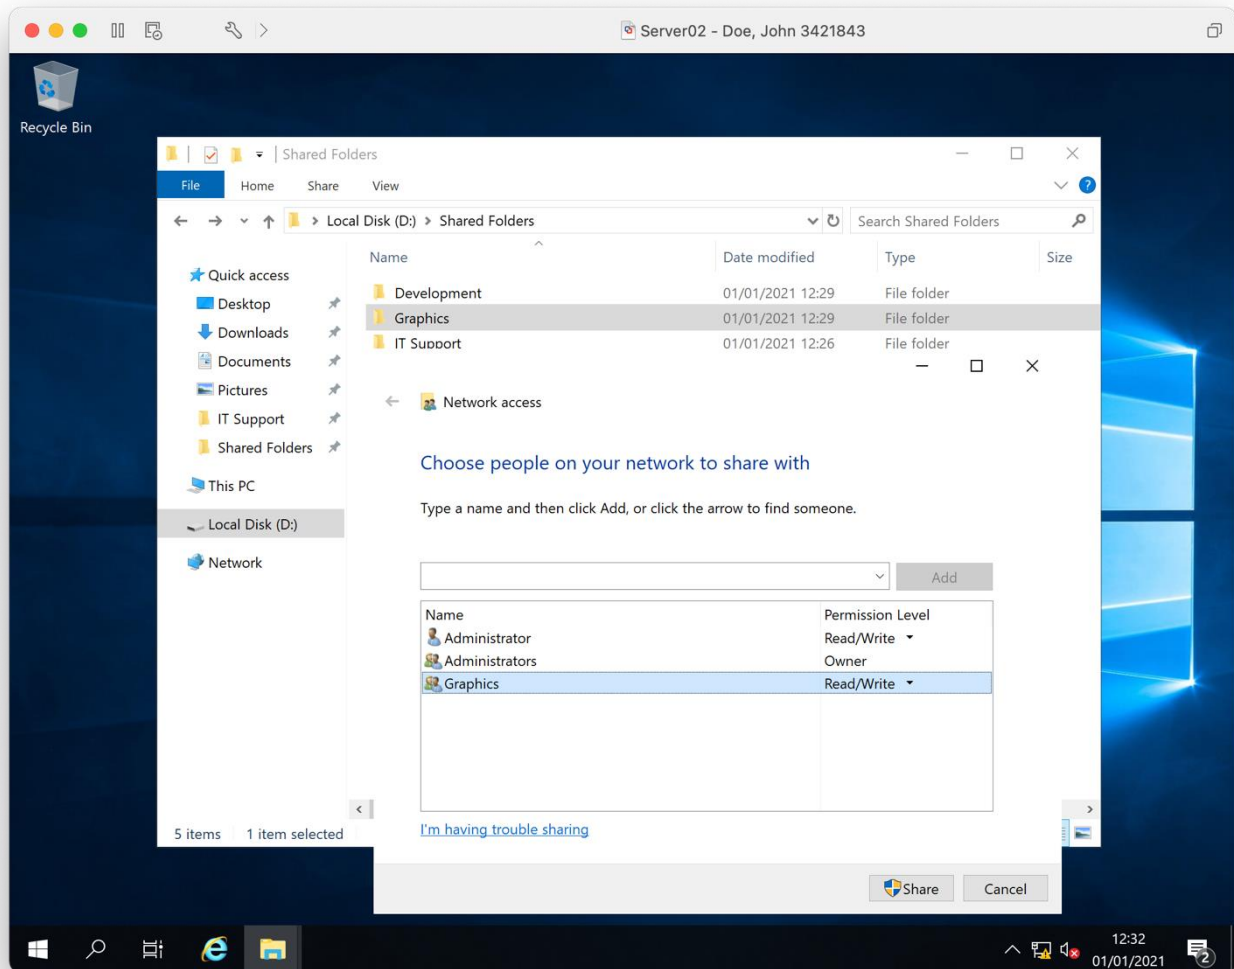 Server02 - Doe, John 3421843
Recycle Bin
Shared Folders
File Home Share View
Local Disk (D:) > Shared Folders
Search Shared Folders
Name Date modified Type Size
Quick access
Desktop
Downloads
Documents
Pictures
IT Support
Shared Folders
This PC
Local Disk (D:)
Network
Development 01/01/2021 12:29 File folder
Graphics 01/01/2021 12:29 File folder
IT Support 01/01/2021 12:26 File folder
5 items 1 item selected
Network access
Choose people on your network to share with
Type a name and then click Add, or click the arrow to find someone.
Add
Name Permission Level
Administrator Read/Write
Administrators Owner
Graphics Read/Write
I'm having trouble sharing
Share Cancel
12:32
01/01/2021
2